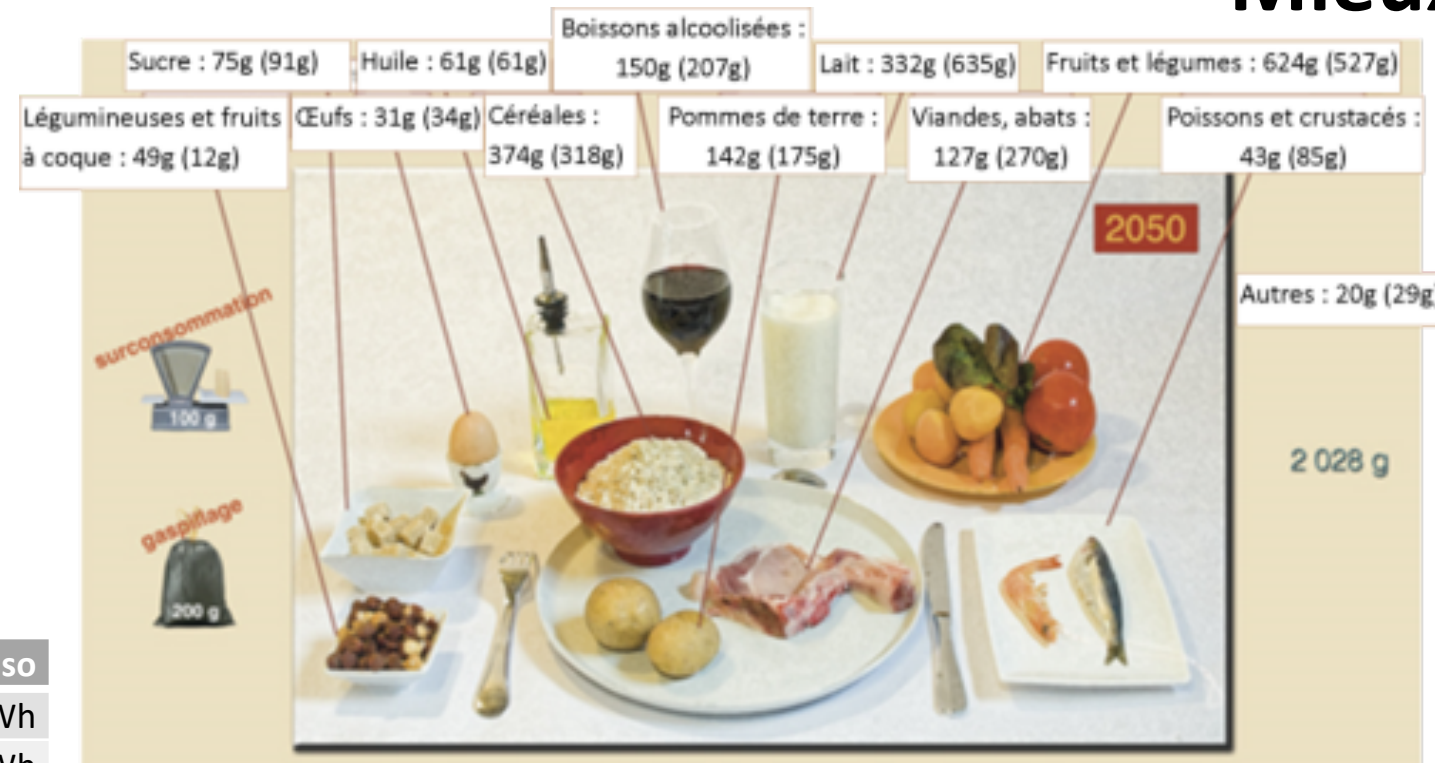 Boissons alcoolisées :
150g (207g)
Sucre : 75g (91g)
Huile : 61g (61g)
Lait : 332g (635g)
Fruits et légumes : 624g (527g)
Légumineuses et fruits
à coque : 49g (12g)
Œufs : 31g (34g)
Céréales :
374g (318g)
Pommes de terre :
142g (175g)
Viandes, abats :
127g (270g)
Poissons et crustacés :
43g (85g)
2050
Autres : 20g (29g)
surconsommation
100 g
2 028 g
gaspillage
200 g